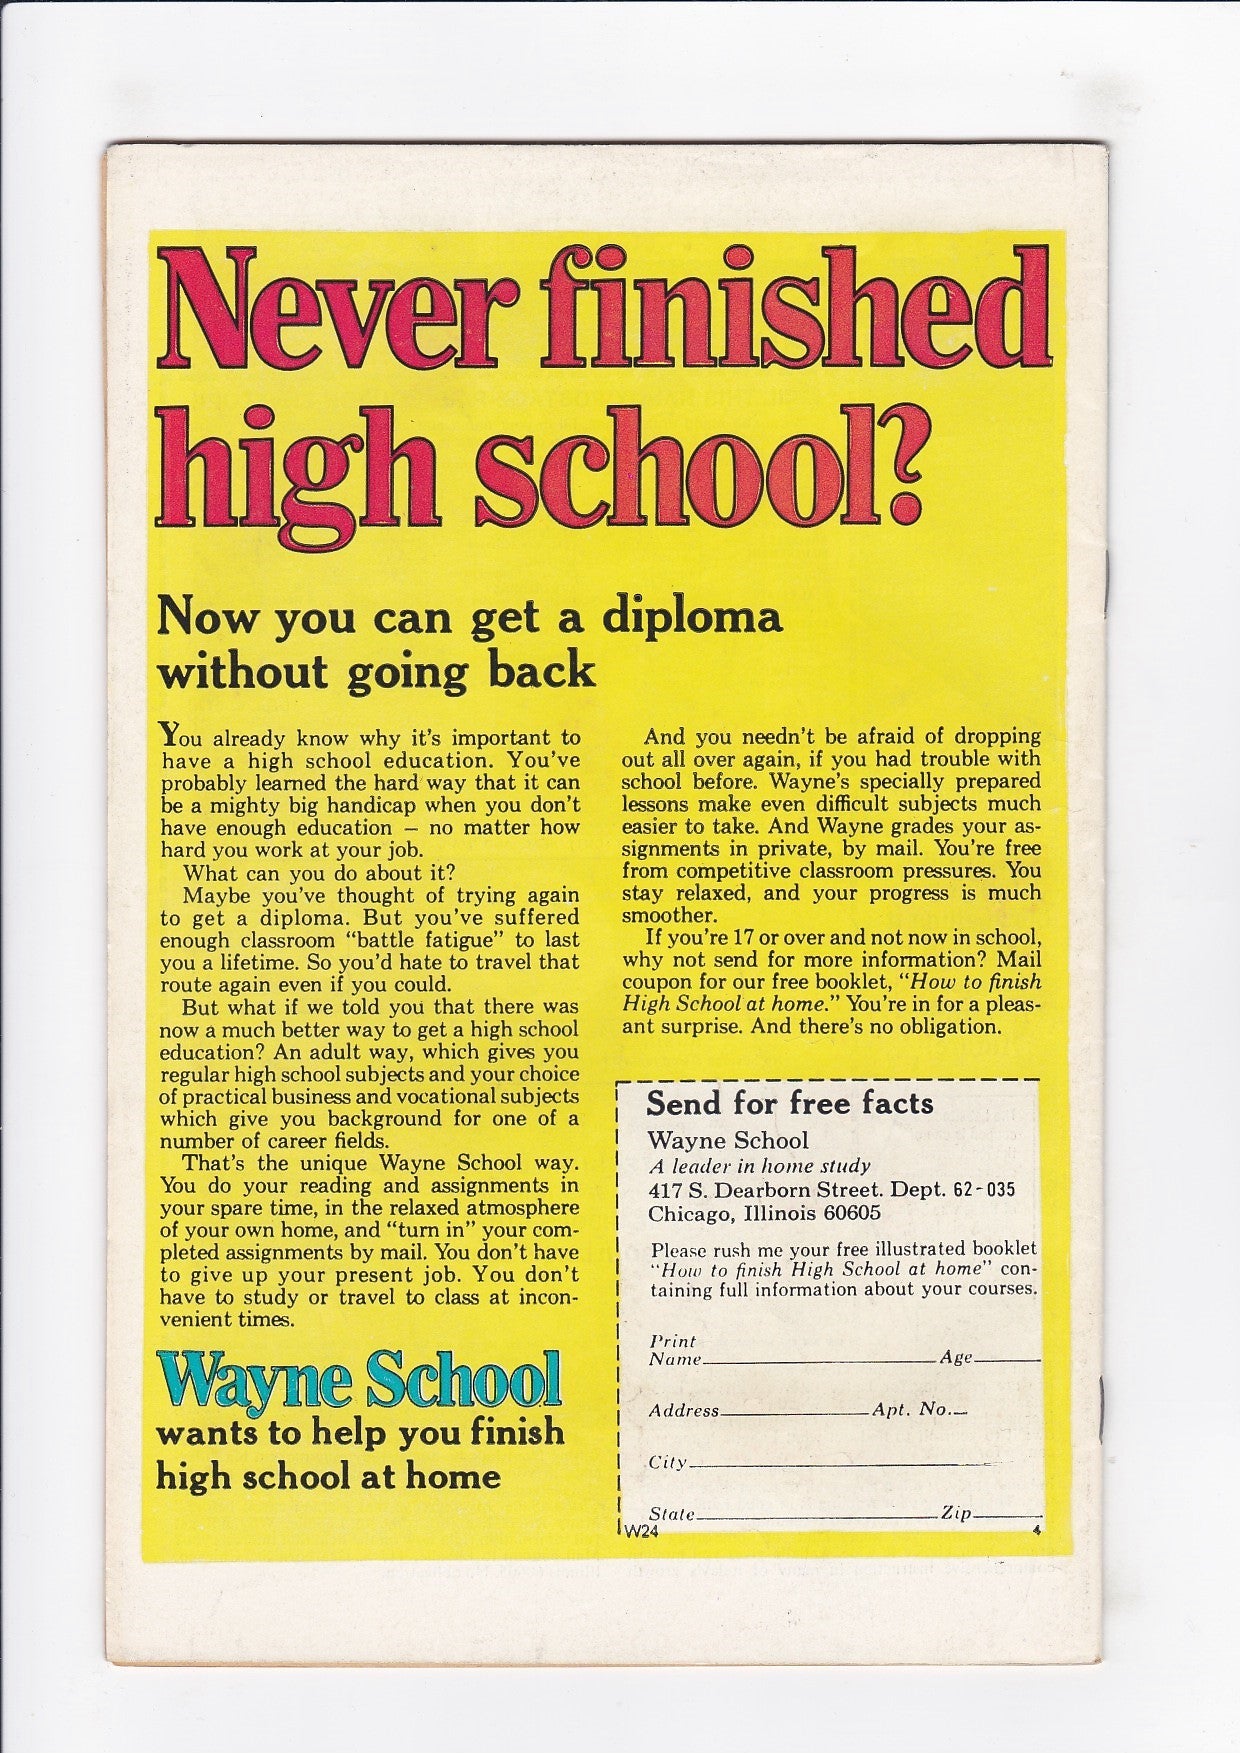 Never finished
high school?
Now you can get a diploma
without going back
You already know why it's important to
have a high school education. You've
probably learned the hard way that it can
be a mighty big handicap when you don't
have enough education — no matter how
hard you work at your job.
What can you do about it?
Maybe you've thought of trying again
to get a diploma. But you've suffered
enough classroom “battle fatigue” to last
you a lifetime. So you'd hate to travel that
route again even if you could.
But what if we told you that there was
now a much better way to get a high school
education? An adult way, which gives you
regular high school subjects and your choice
of practical business and vocational subjects
which give you background for one of a
number of career fields.
That's the unique Wayne School way.
You do your reading and assignments in
your spare time, in the relaxed atmosphere
of your own home, and “turn in” your com-
pleted assignments by mail. You don't have
to give up your present job. You don't
have to study or travel to class at incon-
venient times.
Wayne School
wants to help you finish
high school at home
And you needn't be afraid of dropping
out all over again, if you had trouble with
school before. Wayne's specially prepared
lessons make even difficult subjects much
easier to take. And Wayne grades your as-
signments in private, by mail. You're free
from competitive classroom pressures. You
stay relaxed, and your progress is much
smoother.
If you're 17 or over and not now in school,
why not send for more information? Mail
coupon for our free booklet, “How to finish
High School at home.” You're in for a pleas-
ant surprise. And there's no obligation.
Send for free facts
Wayne School
A leader in home study
417 S. Dearborn Street. Dept. 62-035
Chicago, Illinois 60605
Please rush me your free illustrated booklet
“How to finish High School at home” con-
taining full information about your courses.
Print
Name Age
Address Apt. No.
City
State Zip
W24 4